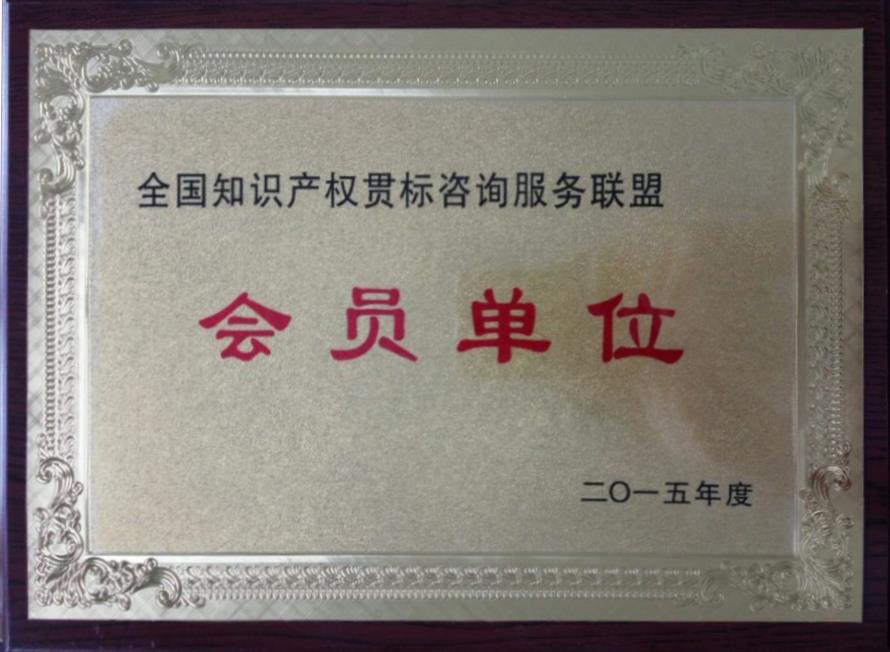 全国知识产权贯标咨询服务联盟
会员单位
二〇一五年度